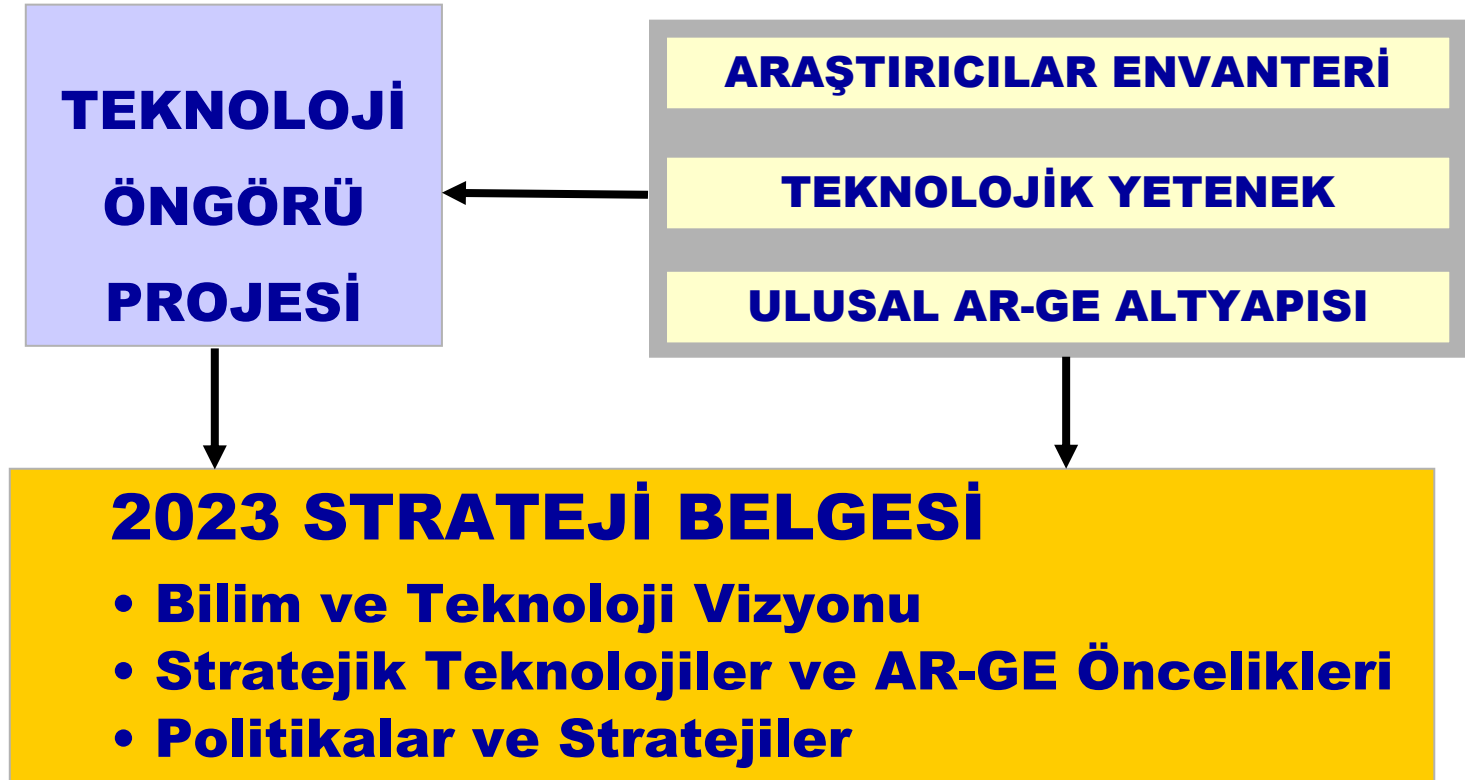 TEKNOLOJİ
ÖNGÖRÜ
PROJESİ
ARAŞTIRICILAR ENVANTERİ
TEKNOLOJİK YETENEK
ULUSAL AR-GE ALTYAPISI
2023 STRATEJİ BELGESİ
• Bilim ve Teknoloji Vizyonu
• Stratejik Teknolojiler ve AR-GE Öncelikleri
• Politikalar ve Stratejiler